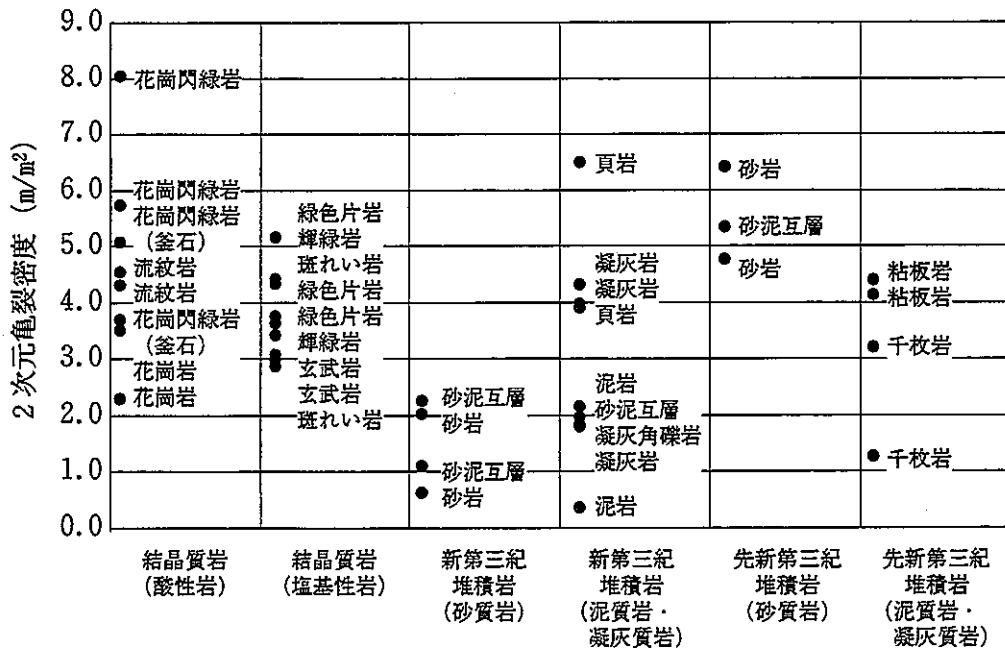 2次元亀裂密度 (m/m²)
9.0
8.0
7.0
6.0
5.0
4.0
3.0
2.0
1.0
0.0
花崗閃緑岩
花崗閃緑岩
花崗閃緑岩
(釜石)
流紋岩
流紋岩
花崗閃緑岩
(釜石)
花崗岩
花崗岩
緑色片岩
輝緑岩
斑れい岩
緑色片岩
緑色片岩
輝緑岩
玄武岩
玄武岩
斑れい岩
砂泥互層
砂岩
砂泥互層
砂岩
頁岩
凝灰岩
凝灰岩
頁岩
泥岩
砂泥互層
凝灰角礫岩
凝灰岩
泥岩
砂岩
砂泥互層
砂岩
粘板岩
粘板岩
千枚岩
千枚岩
結晶質岩
(酸性岩)
結晶質岩
(塩基性岩)
新第三紀
堆積岩
(砂質岩)
新第三紀
堆積岩
(泥質岩・
凝灰質岩)
先新第三紀
堆積岩
(砂質岩)
先新第三紀
堆積岩
(泥質岩・
凝灰質岩)